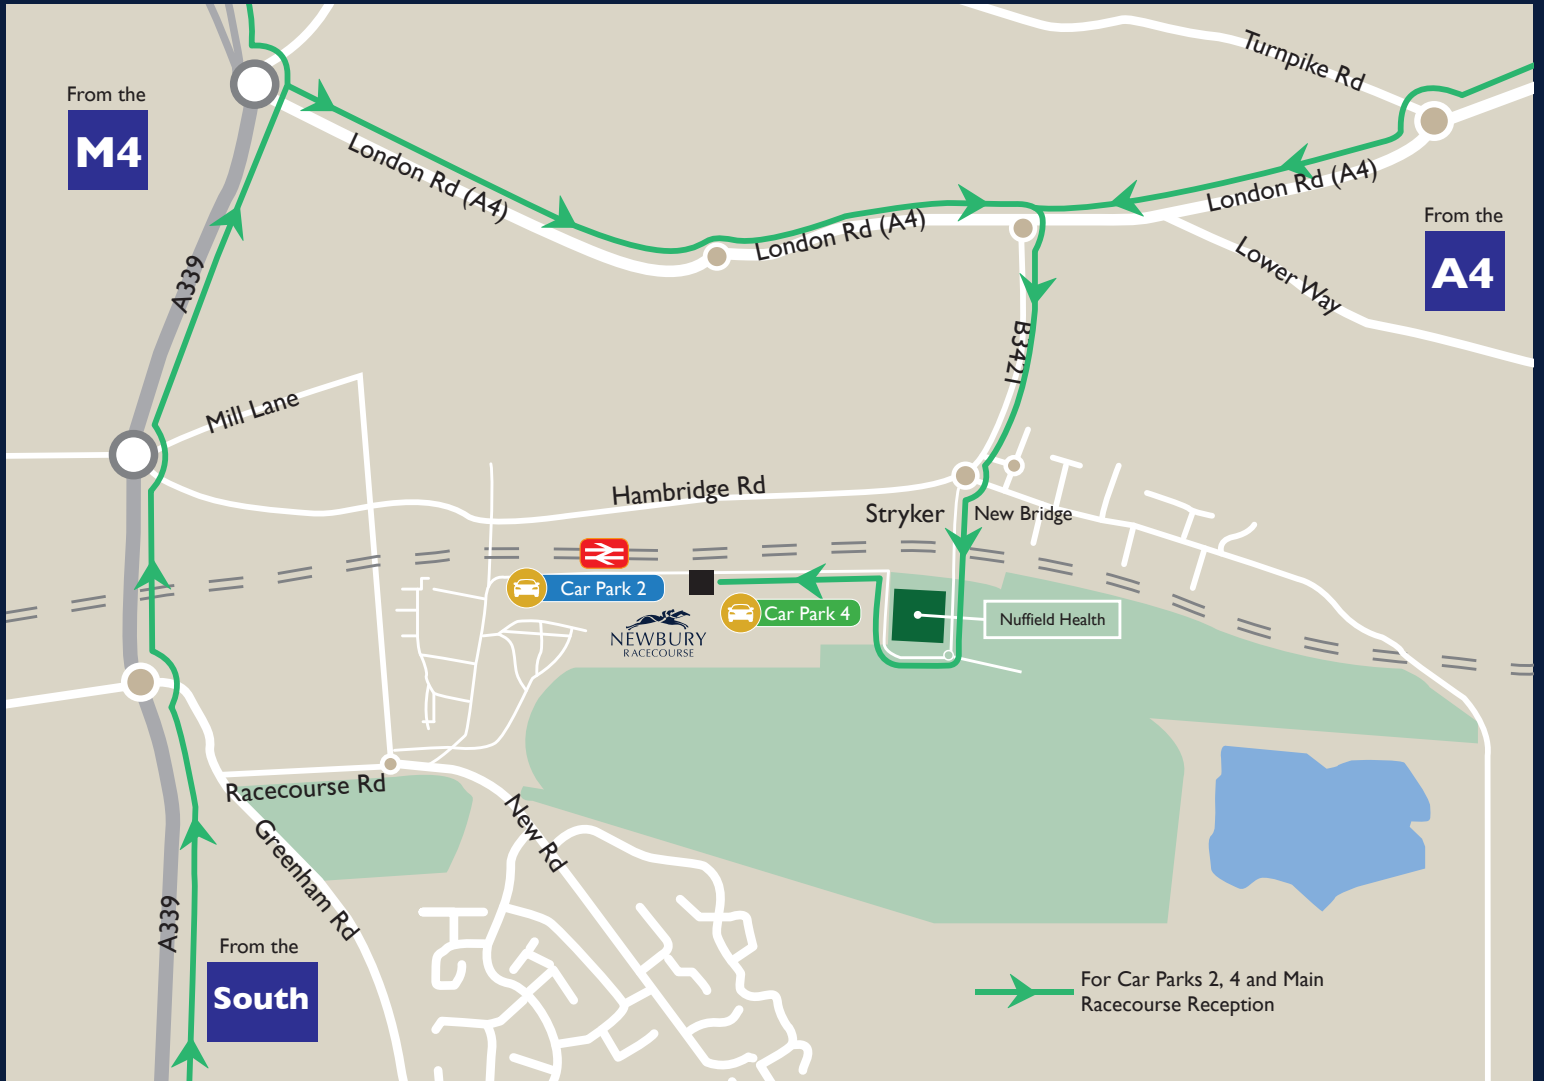 Turnpike Rd
From the
M4
London Rd (A4)
London Rd (A4)
London Rd (A4)
From the
A4
Lower Way
A339
B3421
Mill Lane
Hambridge Rd
Stryker
New Bridge
Car Park 2
Car Park 4
Nuffield Health
NEWBURY
RACECOURSE
Racecourse Rd
New Rd
Greenham Rd
A339
From the
South
For Car Parks 2, 4 and Main
Racecourse Reception